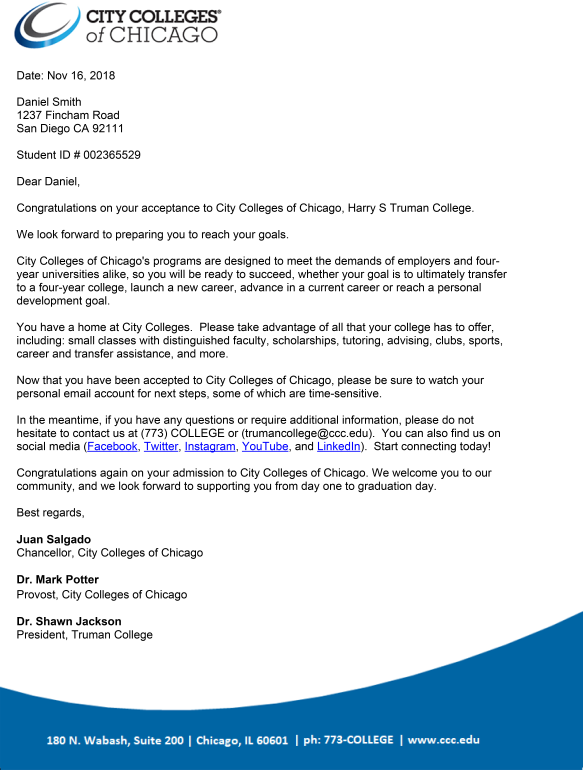 CITY COLLEGES®
of CHICAGO
Date: Nov 16, 2018
Daniel Smith
1237 Fincham Road
San Diego CA 92111
Student ID # 002365529
Dear Daniel,
Congratulations on your acceptance to City Colleges of Chicago, Harry S Truman College.
We look forward to preparing you to reach your goals.
City Colleges of Chicago's programs are designed to meet the demands of employers and four-
year universities alike, so you will be ready to succeed, whether your goal is to ultimately transfer
to a four-year college, launch a new career, advance in a current career or reach a personal
development goal.
You have a home at City Colleges.  Please take advantage of all that your college has to offer,
including: small classes with distinguished faculty, scholarships, tutoring, advising, clubs, sports,
career and transfer assistance, and more.
Now that you have been accepted to City Colleges of Chicago, please be sure to watch your
personal email account for next steps, some of which are time-sensitive.
In the meantime, if you have any questions or require additional information, please do not
hesitate to contact us at (773) COLLEGE or (trumancollege@ccc.edu).  You can also find us on
social media (Facebook, Twitter, Instagram, YouTube, and LinkedIn).  Start connecting today!
Congratulations again on your admission to City Colleges of Chicago. We welcome you to our
community, and we look forward to supporting you from day one to graduation day.
Best regards,
Juan Salgado
Chancellor, City Colleges of Chicago
Dr. Mark Potter
Provost, City Colleges of Chicago
Dr. Shawn Jackson
President, Truman College
180 N. Wabash, Suite 200 | Chicago, IL 60601 | ph: 773-COLLEGE | www.ccc.edu